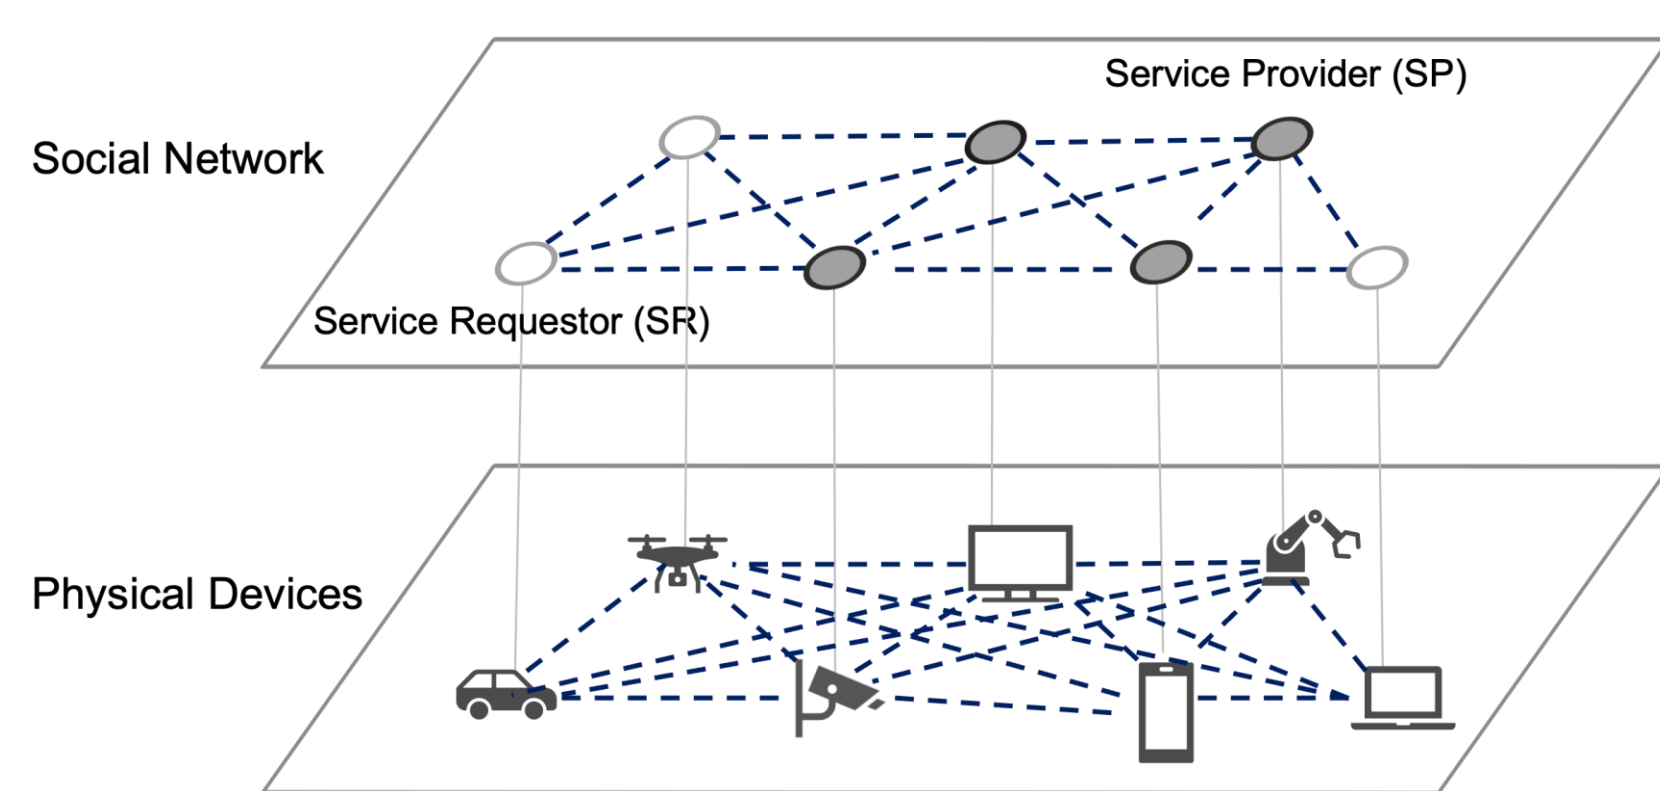 Service Provider (SP)
Social Network
Service Requestor (SR)
Physical Devices